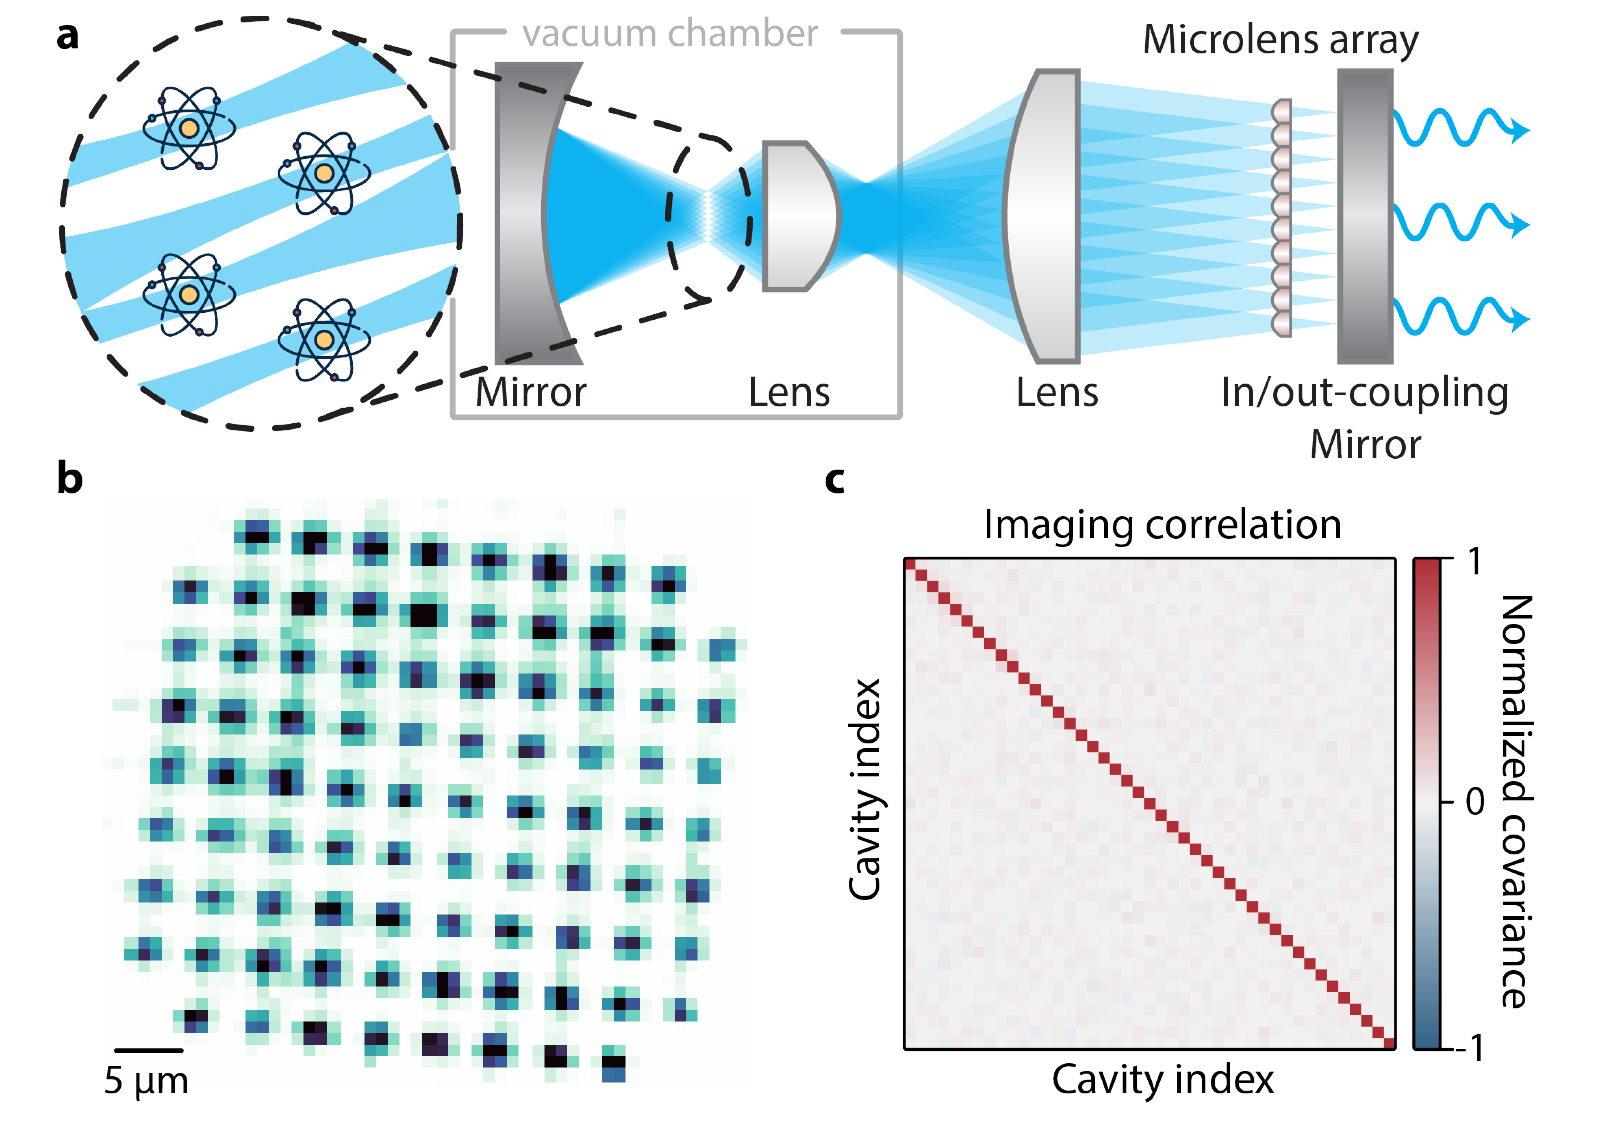 a
vacuum chamber
Microlens array
Mirror
Lens
Lens
In/out-coupling
Mirror
b
5 µm
c
Imaging correlation
Cavity index
Cavity index
1
0
-1
Normalized covariance